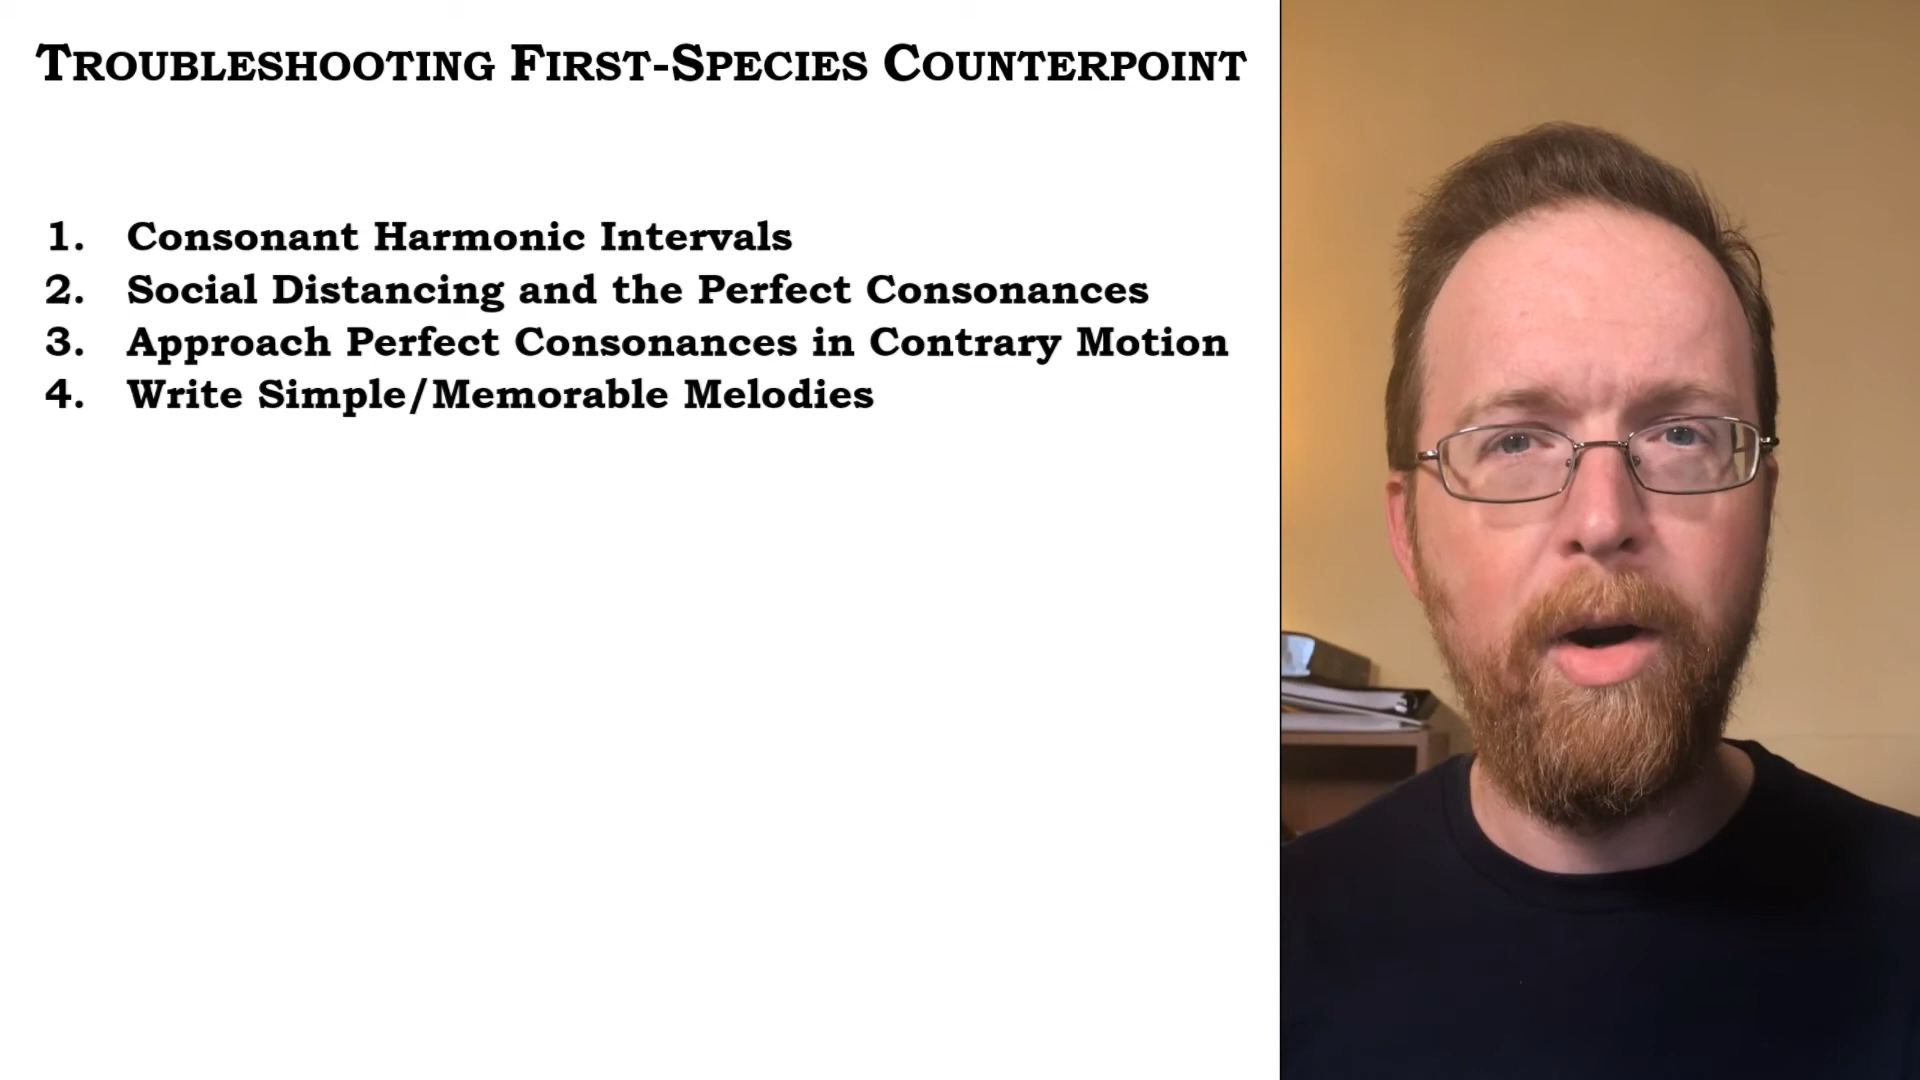 Troubleshooting First-Species Counterpoint
1. Consonant Harmonic Intervals
2. Social Distancing and the Perfect Consonances
3. Approach Perfect Consonances in Contrary Motion
4. Write Simple/Memorable Melodies